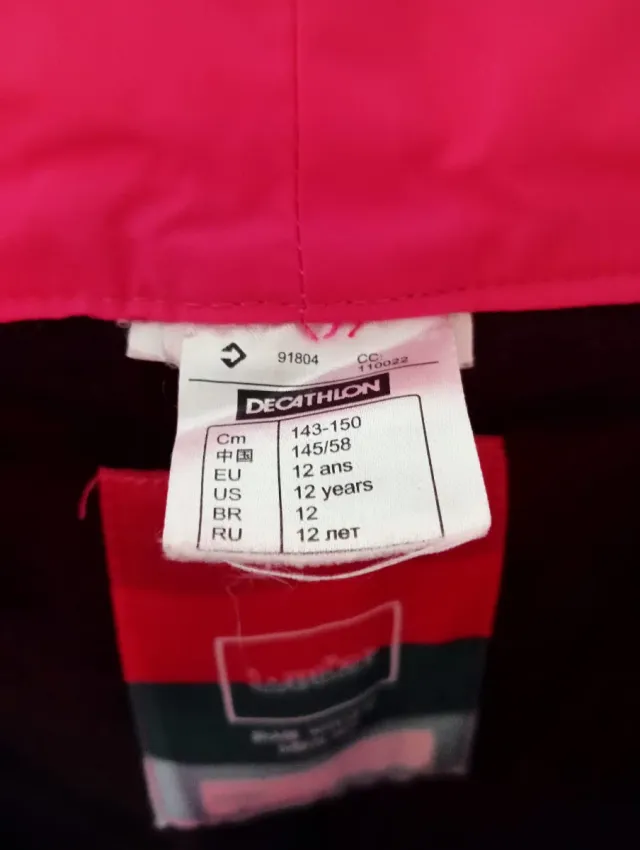 91804 CC: 110022
DECATHLON
Cm 143-150
中国 145/58
EU 12 ans
US 12 years
BR 12
RU 12 лет